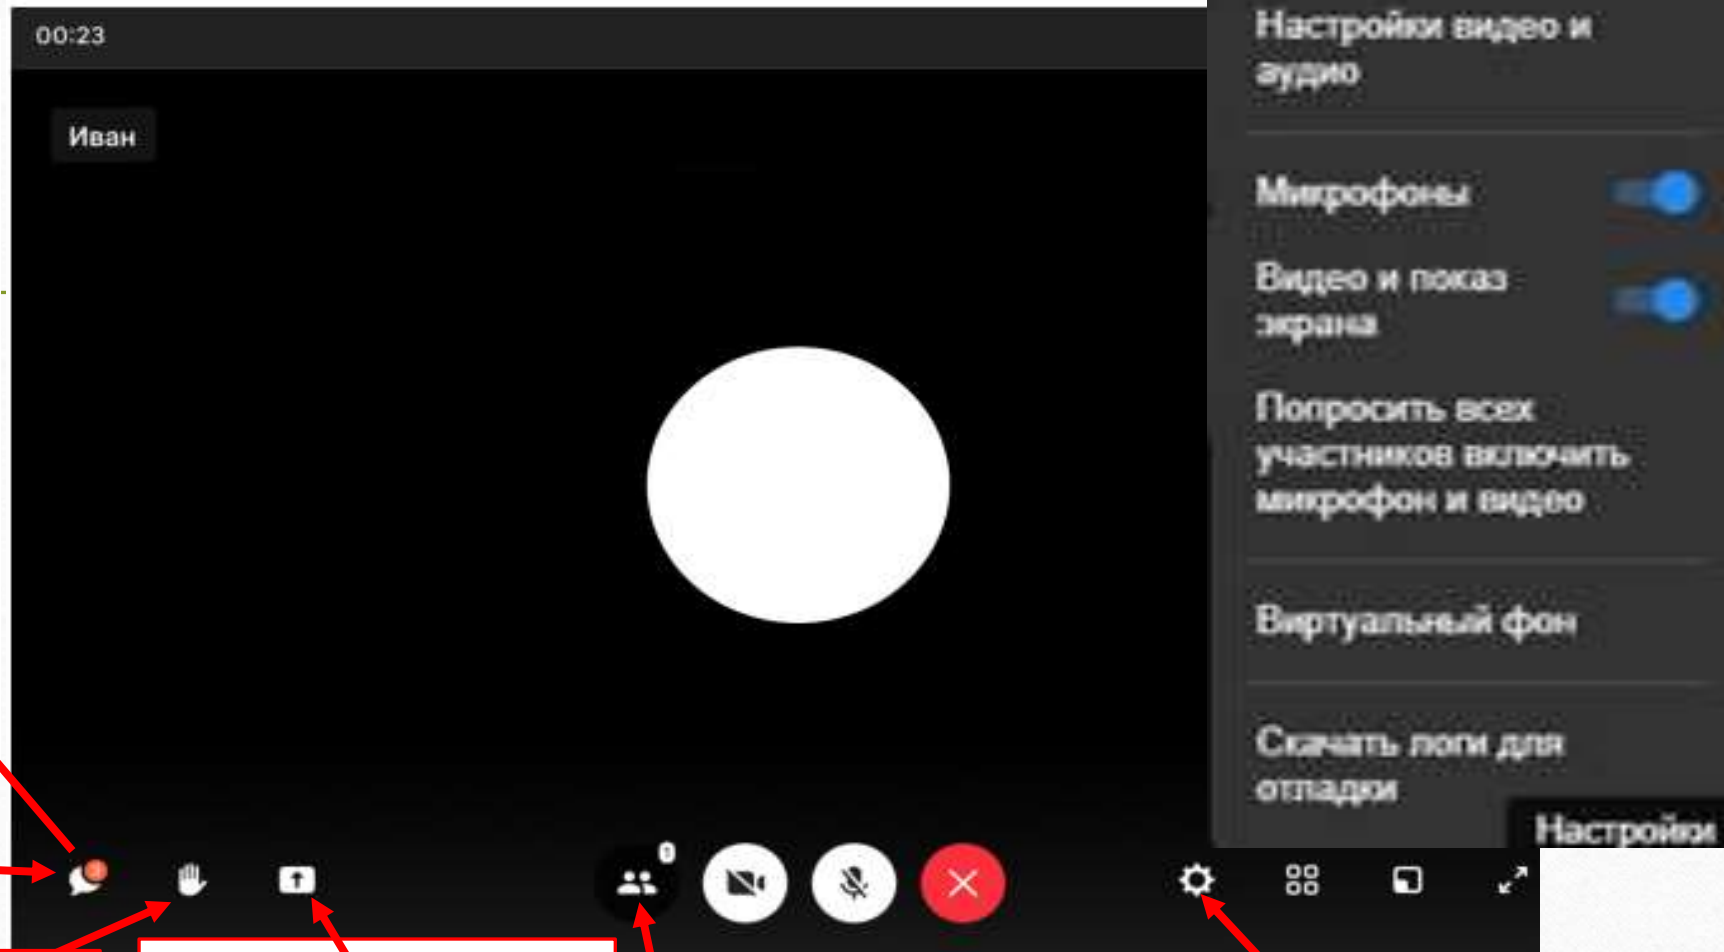 00:23
Иван
Настройки видео и
аудио
Микрофоны
Видео и показ
экрана
Попросить всех
участников включить
микрофон и видео
Виртуальный фон
Скачать логи для
отладки
Настройки
1